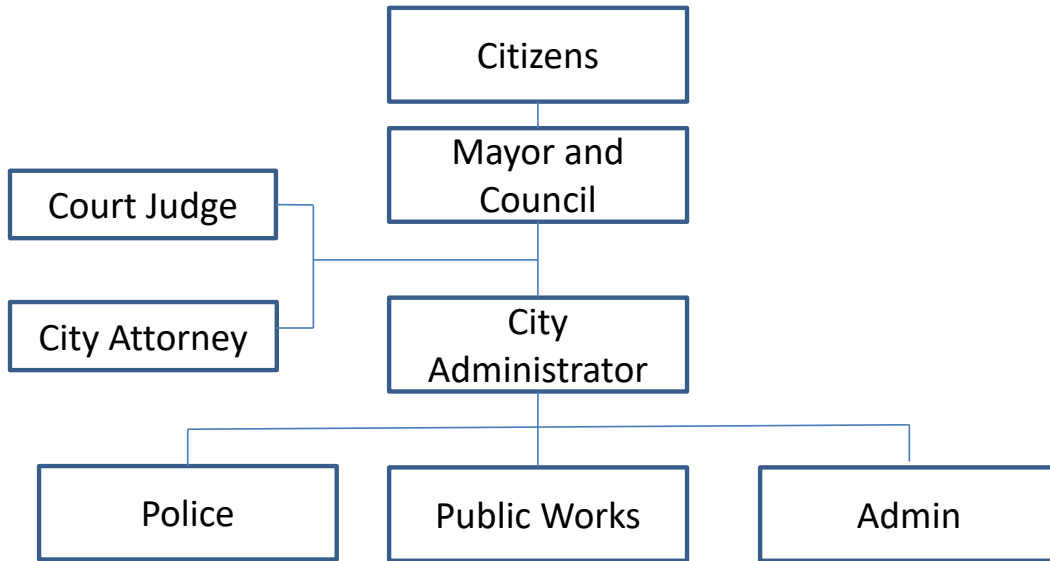 Citizens
Mayor and
Council
Court Judge
City Attorney
City
Administrator
Police
Public Works
Admin